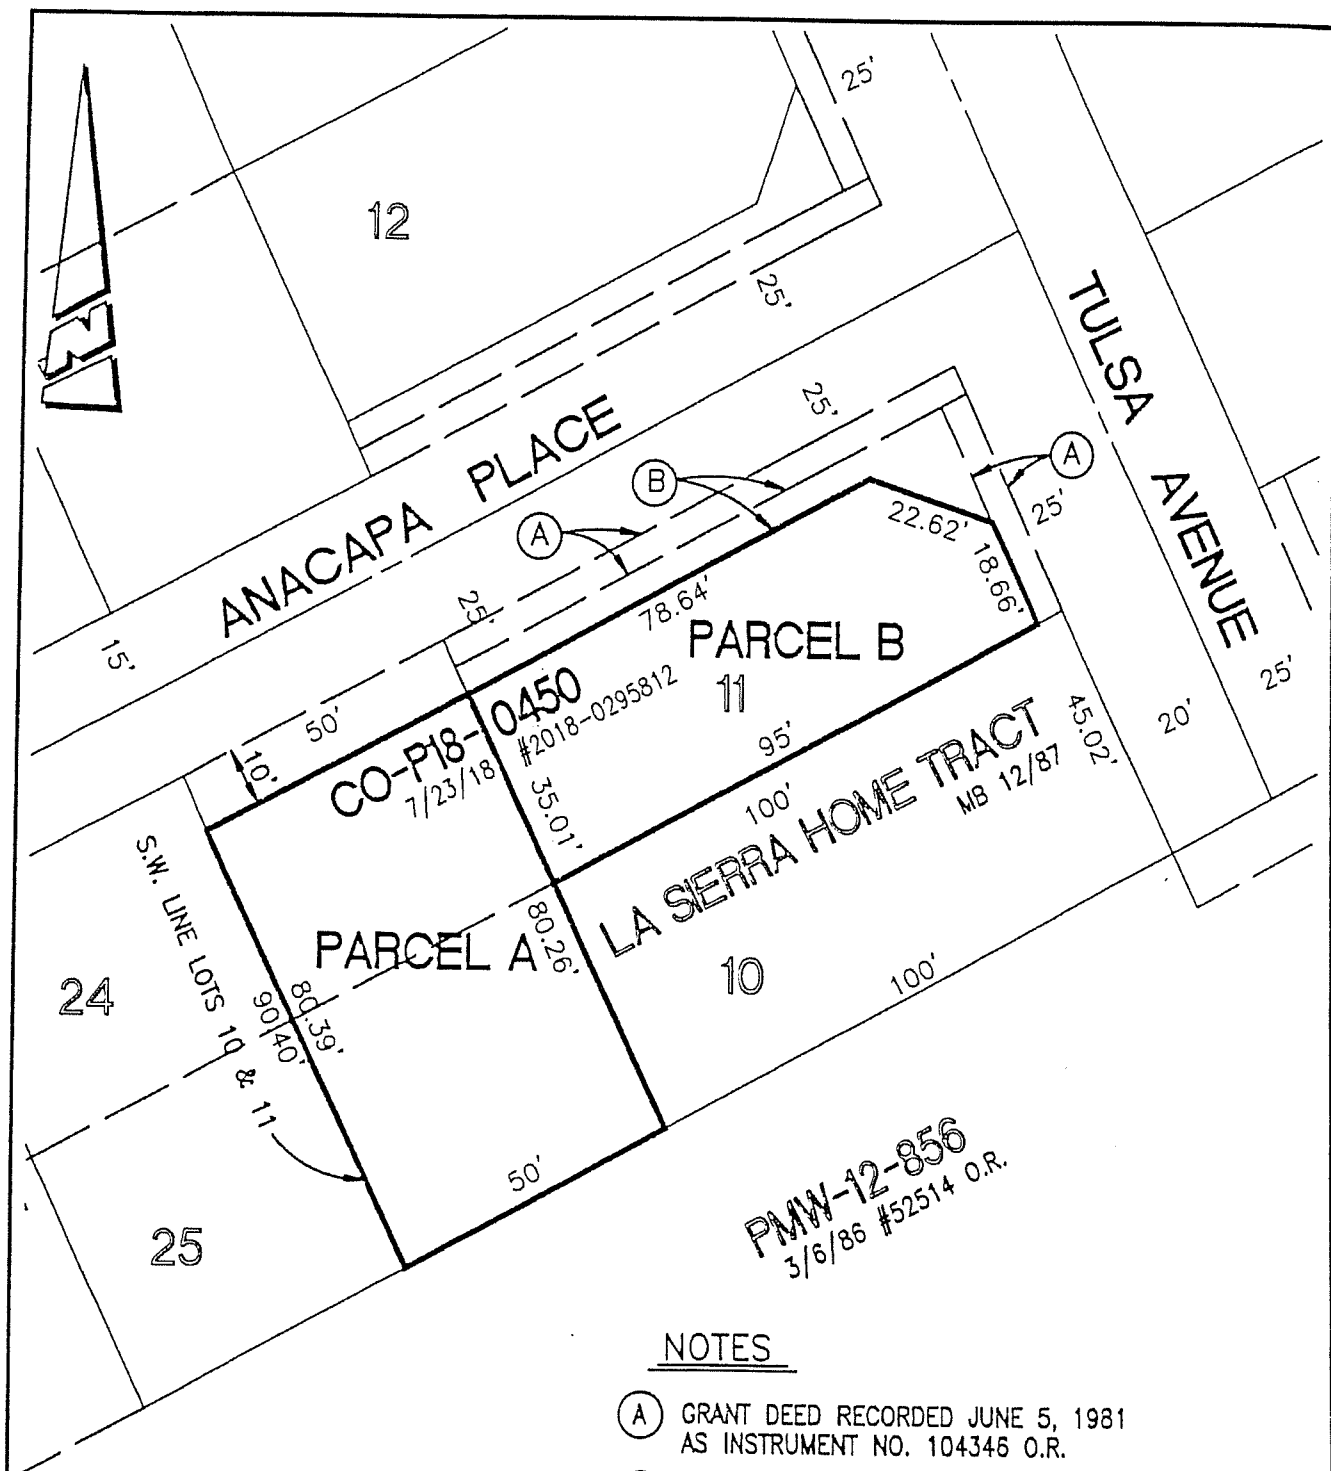 N
25'
12
25'
TULSA AVENUE
25'
ANACAPA PLACE
B
A
A
25'
22.62'
18.66'
15'
25'
78.64'
PARCEL B
11
50'
10'
CO-P18-0450
7/23/18
#2018-0295812
35.01'
95'
100'
45.02'
20'
25'
LA SIERRA HOME TRACT
MB 12/87
S.W. LINE LOTS 10 & 11
PARCEL A
80.26'
10
100'
24
90.40'
80.39'
25
50'
PMW-12-856
3/6/86 #52514 O.R.
NOTES
A GRANT DEED RECORDED JUNE 5, 1981
AS INSTRUMENT NO. 104346 O.R.